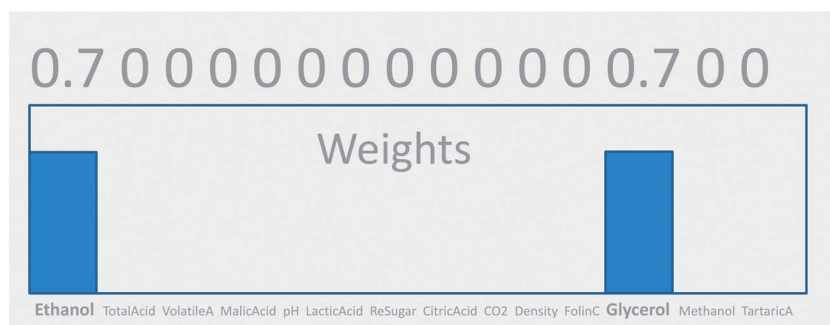 0.7 0 0 0 0 0 0 0 0 0 0 0 0.7 0 0
Weights
Ethanol TotalAcid VolatileA MalicAcid pH LacticAcid ReSugar CitricAcid CO2 Density FolinC Glycerol Methanol TartaricA